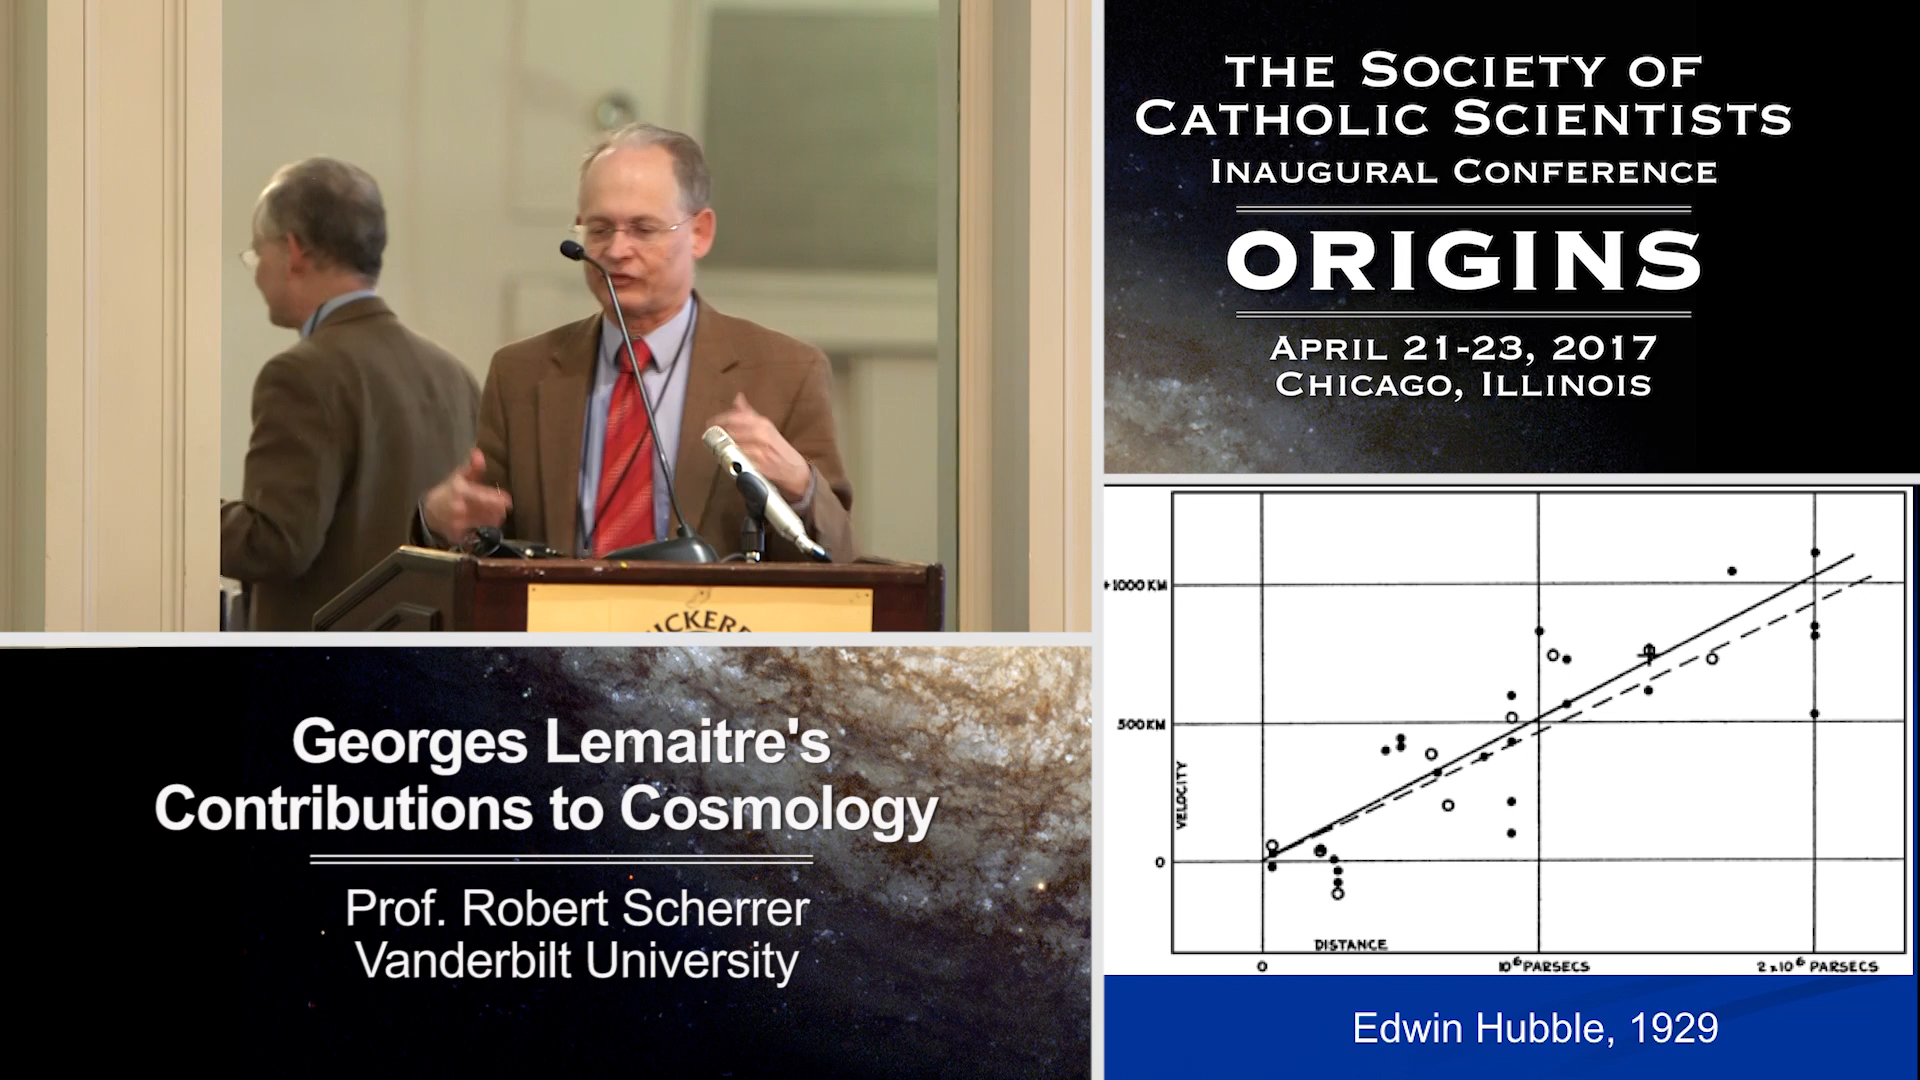 THE SOCIETY OF
CATHOLIC SCIENTISTS
INAUGURAL CONFERENCE
ORIGINS
APRIL 21-23, 2017
CHICAGO, ILLINOIS
Georges Lemaitre's
Contributions to Cosmology
Prof. Robert Scherrer
Vanderbilt University
+1000 KM
500 KM
0
VELOCITY
DISTANCE
0
10⁶ PARSECS
2x10⁶ PARSECS
Edwin Hubble, 1929